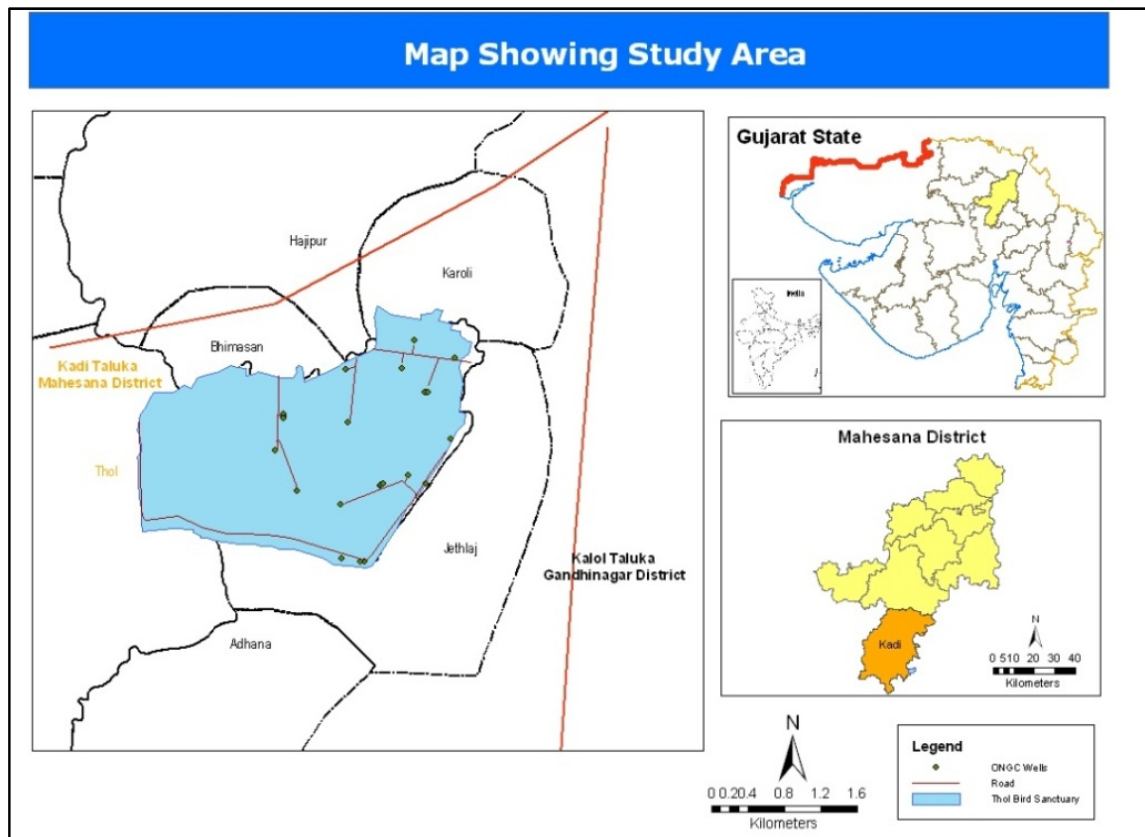 Map Showing Study Area
Hajipur
Karoli
Bhimasan
Kadi Taluka
Mahesana District
Thol
Jethlaj
Kalol Taluka
Gandhinagar District
Adhana
Gujarat State
India
Mahesana District
Kadi
N
0 5 10 20 30 40
Kilometers
N
0 0.2 0.4 0.8 1.2 1.6
Kilometers
Legend
ONGC Wells
Road
Thol Bird Sanctuary